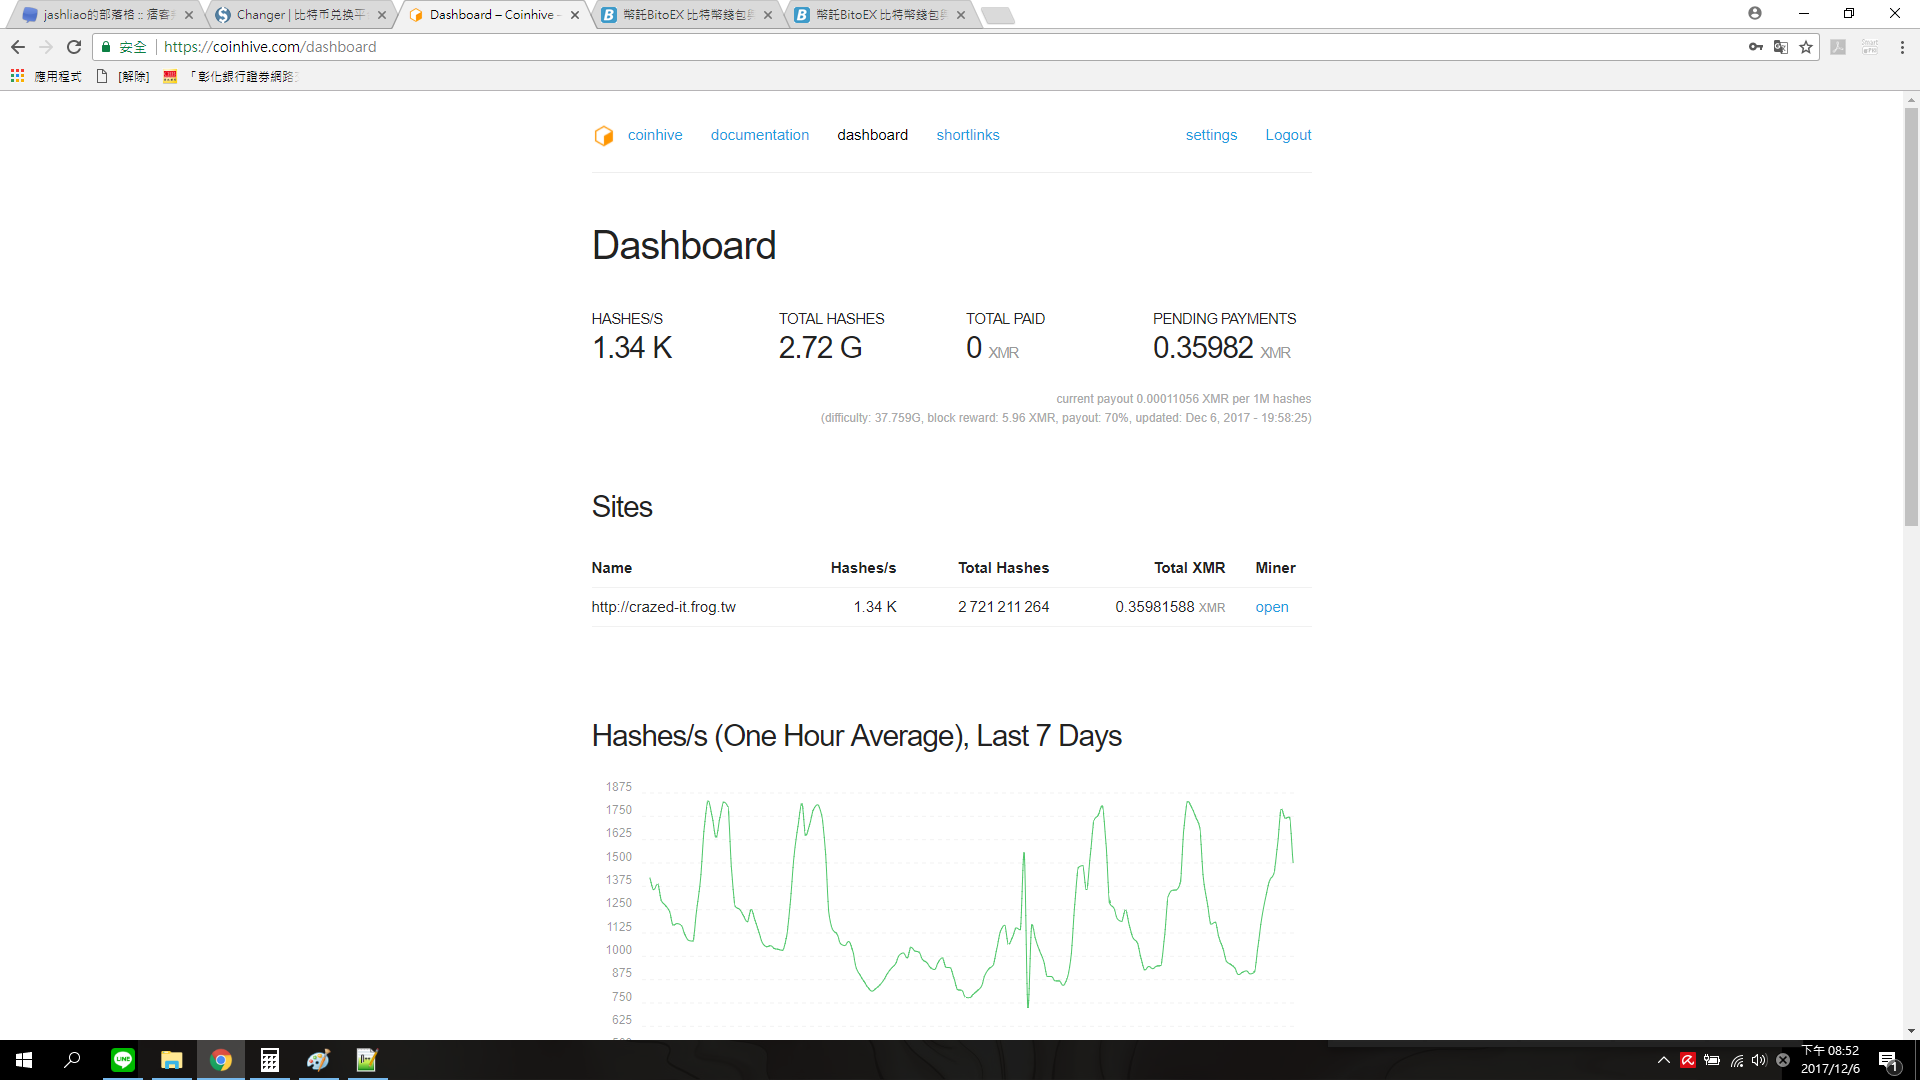 jashliao的部落格 :: 痞客
Changer | 比特币兑换平
Dashboard – Coinhive -
幣託BitoEX 比特幣錢包與
幣託BitoEX 比特幣錢包與
安全 https://coinhive.com/dashboard
應用程式 [解除] 「彰化銀行證券網路
coinhive documentation dashboard shortlinks settings Logout
Dashboard
HASHES/S TOTAL HASHES TOTAL PAID PENDING PAYMENTS
1.34 K 2.72 G 0 XMR 0.35982 XMR
current payout 0.00011056 XMR per 1M hashes
(difficulty: 37.759G, block reward: 5.96 XMR, payout: 70%, updated: Dec 6, 2017 - 19:58:25)
Sites
Name Hashes/s Total Hashes Total XMR Miner
http://crazed-it.frog.tw 1.34 K 2 721 211 264 0.35981588 XMR open
Hashes/s (One Hour Average), Last 7 Days
1875
1750
1625
1500
1375
1250
1125
1000
875
750
625
下午 08:52
2017/12/6
1